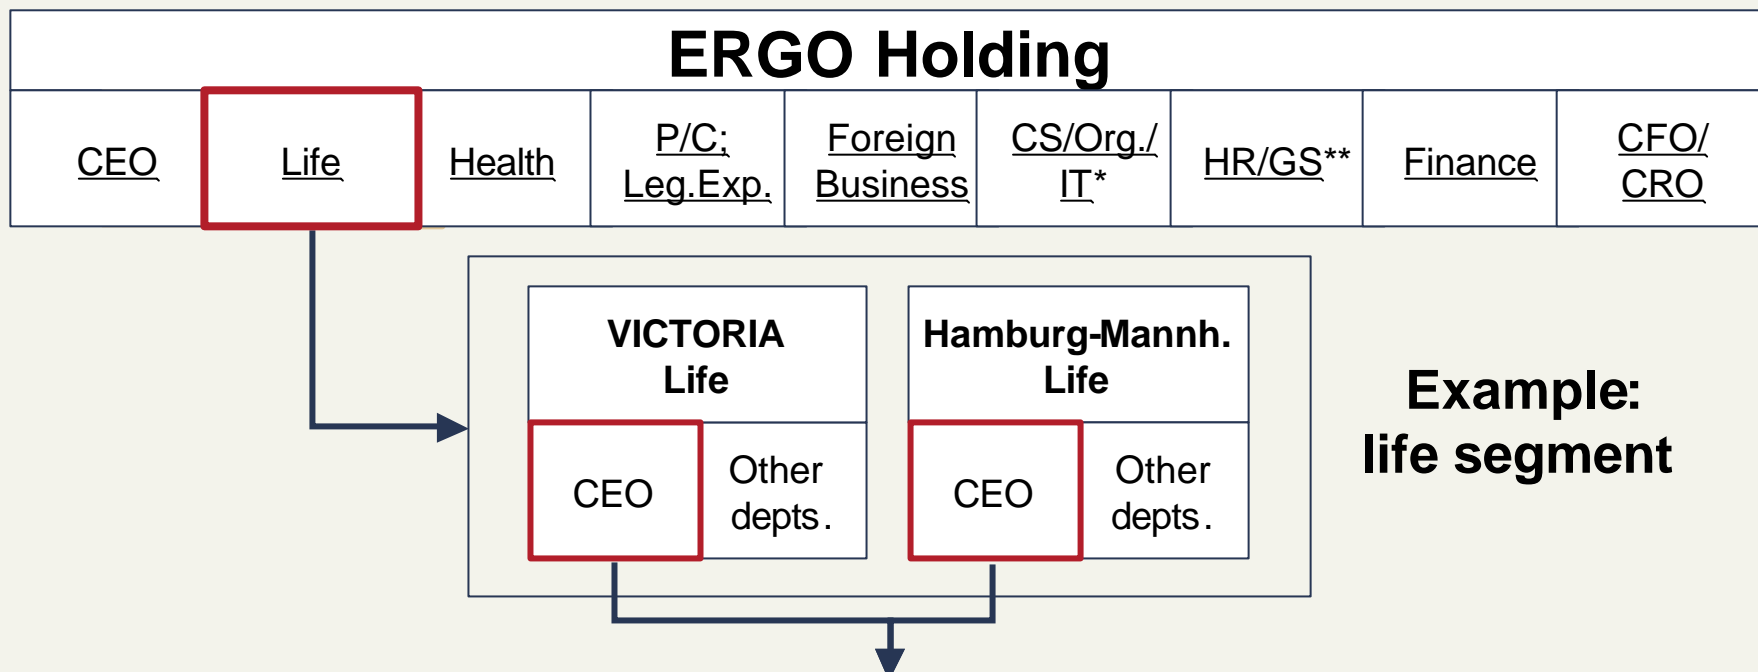 ERGO Holding
CEO
Life
Health
P/C;
Leg.Exp.
Foreign
Business
CS/Org./
IT*
HR/GS**
Finance
CFO/
CRO
VICTORIA
Life
CEO
Other
depts.
Hamburg-Mannh.
Life
CEO
Other
depts.
Example:
life segment